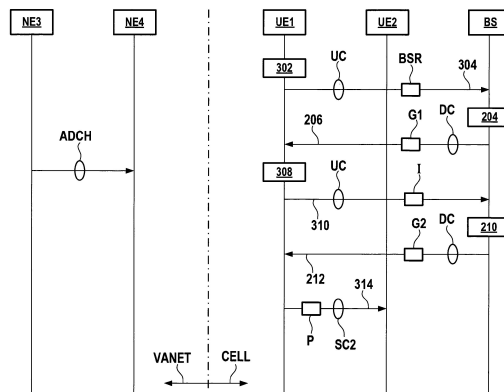 NE3 NE4 UE1 UE2 BS
302 UC BSR 304
206 G1 DC 204
ADCH
308 UC I
310
G2 DC 210
212
314
P SC2
VANET CELL